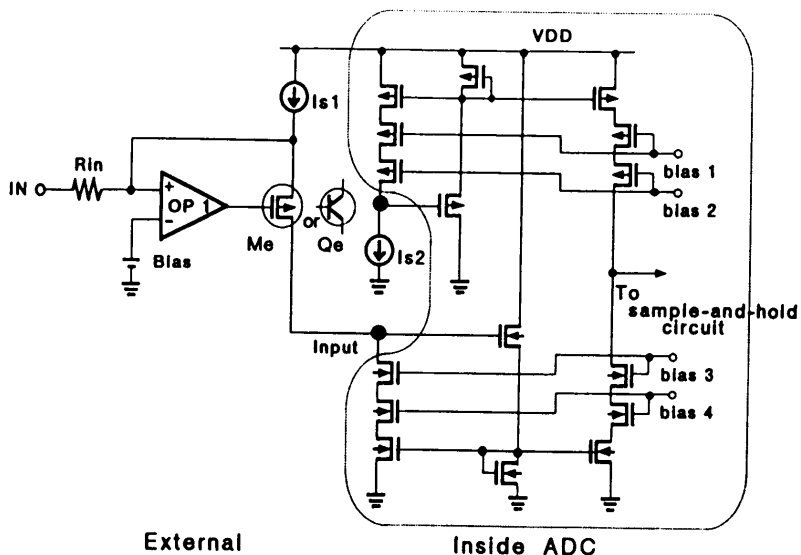 VDD
Is1
Rin
IN
+
OP 1
-
Me
or
Qe
Bias
Is2
bias 1
bias 2
To
sample-and-hold
circuit
Input
bias 3
bias 4
External
Inside ADC